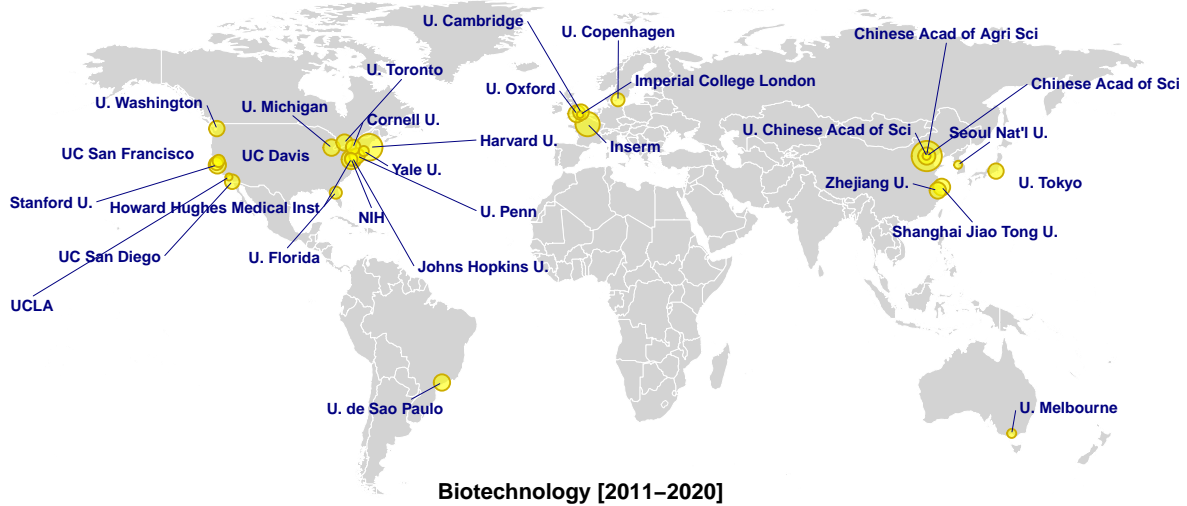 U. Cambridge
U. Copenhagen
Chinese Acad of Agri Sci
U. Toronto
Imperial College London
Chinese Acad of Sci
U. Oxford
U. Washington
U. Michigan
Cornell U.
U. Chinese Acad of Sci
Seoul Nat'l U.
Harvard U.
Inserm
UC San Francisco
UC Davis
Yale U.
Zhejiang U.
U. Tokyo
Stanford U.
Howard Hughes Medical Inst
NIH
U. Penn
Shanghai Jiao Tong U.
UC San Diego
U. Florida
Johns Hopkins U.
UCLA
U. de Sao Paulo
U. Melbourne
Biotechnology [2011−2020]